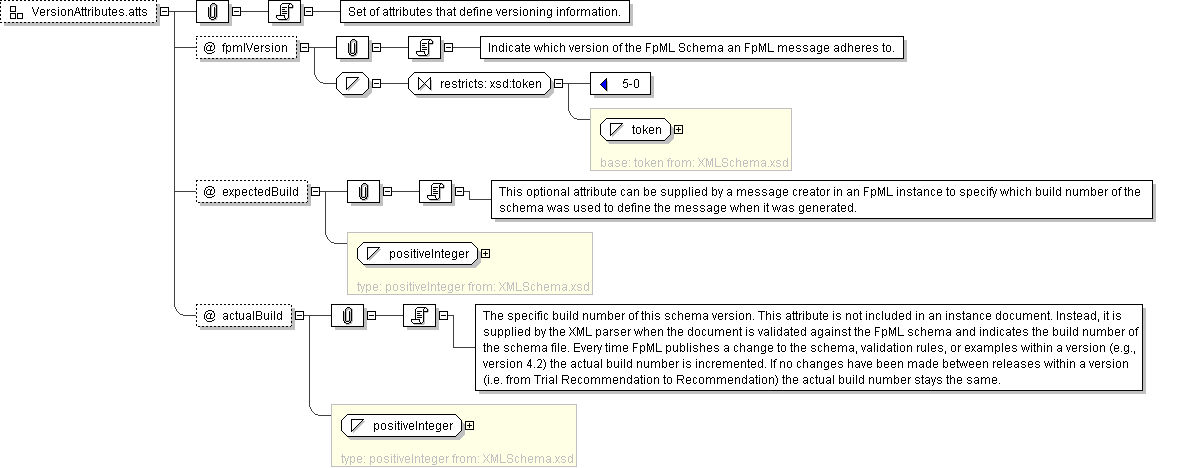 VersionAttributes.atts
Set of attributes that define versioning information.
@ fpmlVersion
Indicate which version of the FpML Schema an FpML message adheres to.
restricts: xsd:token
5-0
token
base: token from: XMLSchema.xsd
@ expectedBuild
This optional attribute can be supplied by a message creator in an FpML instance to specify which build number of the
schema was used to define the message when it was generated.
positiveInteger
type: positiveInteger from: XMLSchema.xsd
@ actualBuild
The specific build number of this schema version. This attribute is not included in an instance document. Instead, it is
supplied by the XML parser when the document is validated against the FpML schema and indicates the build number of
the schema file. Every time FpML publishes a change to the schema, validation rules, or examples within a version (e.g.,
version 4.2) the actual build number is incremented. If no changes have been made between releases within a version
(i.e. from Trial Recommendation to Recommendation) the actual build number stays the same.
positiveInteger
type: positiveInteger from: XMLSchema.xsd